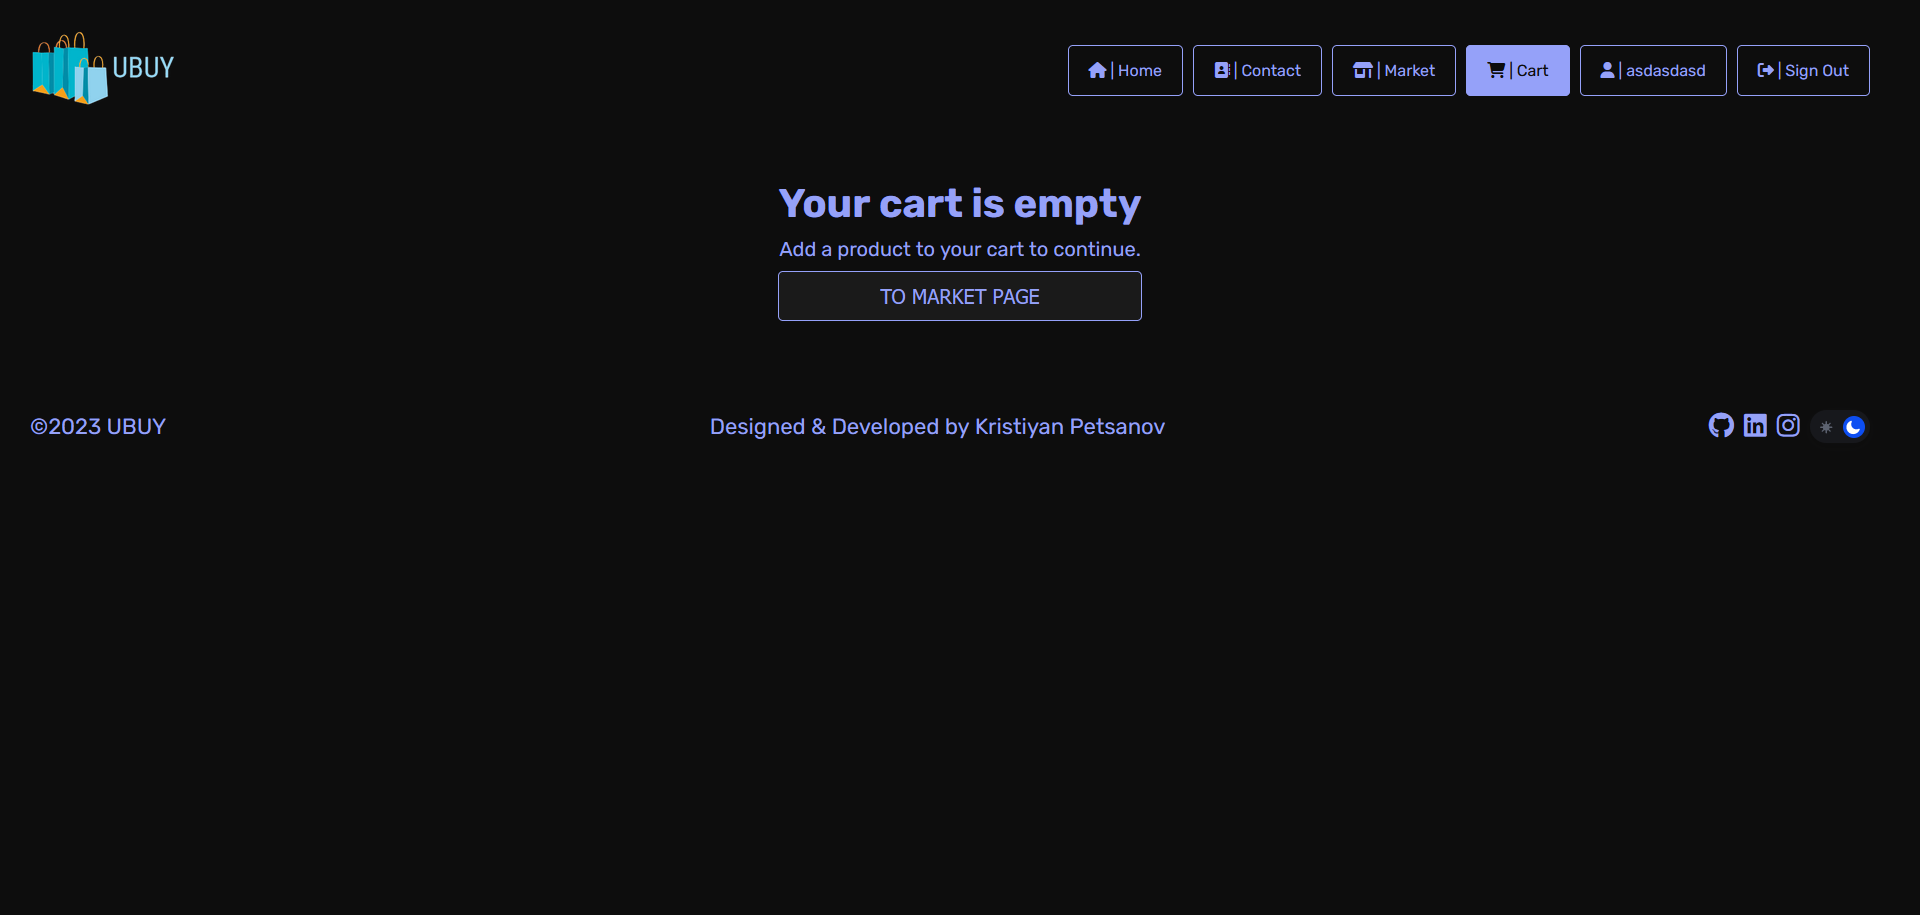 UBUY
| Home
| Contact
| Market
| Cart
| asdasdasd
| Sign Out
Your cart is empty
Add a product to your cart to continue.
TO MARKET PAGE
©2023 UBUY
Designed & Developed by Kristiyan Petsanov